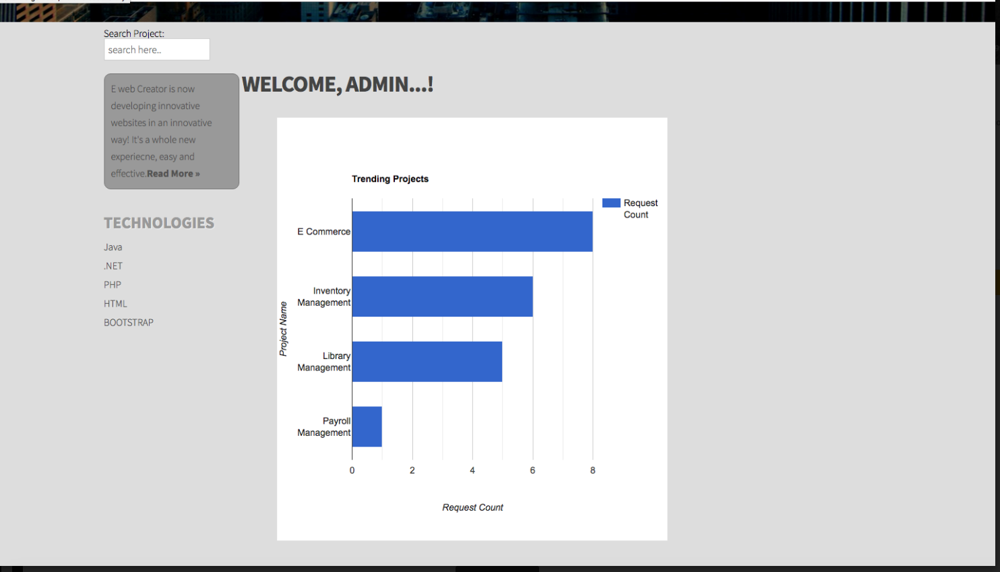 Search Project:
search here..
E web Creator is now
developing innovative
websites in an innovative
way! It's a whole new
experiecne, easy and
effective.Read More »
TECHNOLOGIES
Java
.NET
PHP
HTML
BOOTSTRAP
WELCOME, ADMIN...!
Trending Projects
Request
Count
Project Name
E Commerce
Inventory
Management
Library
Management
Payroll
Management
0 2 4 6 8
Request Count